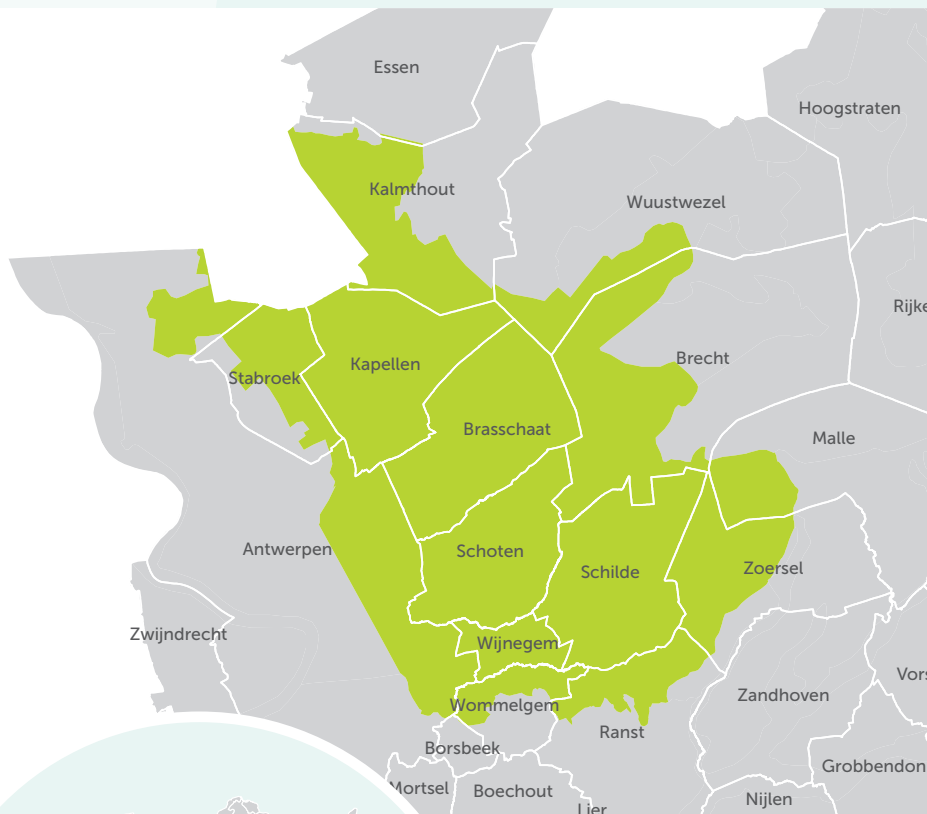 Essen
Hoogstraten
Kalmthout
Wuustwezel
Rijke
Kapellen
Brecht
Stabroek
Brasschaat
Malle
Antwerpen
Schoten
Schilde
Zoersel
Zwijndrecht
Wijnegem
Vors
Zandhoven
Wommelgem
Ranst
Borsbeek
Grobbendon
Mortsel
Boechout
Nijlen
Lier